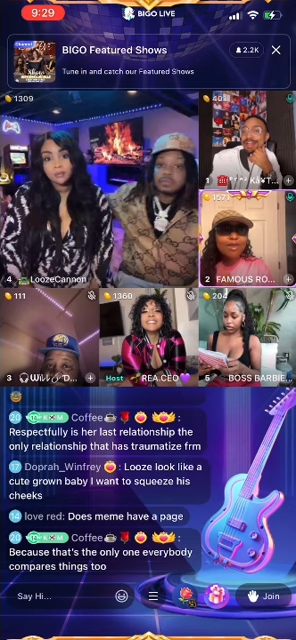 9:29
BIGO LIVE
BIGO Featured Shows
2.2K
Tune in and catch our Featured Shows
1309
4 LoozeCannon
1
1571
2 FAMOUS RO...
111
3
1360
Host REA.CEO
204
5 BOSS BARBIE...
20 Coffee :
Respectfully is her last relationship the
only relationship that has traumatize frm
17 Doprah_Winfrey : Looze look like a
cute grown baby I want to squeeze his
cheeks
14 love red: Does meme have a page
20 Coffee :
Because that's the only one everybody
compares things too
Say Hi...
Join